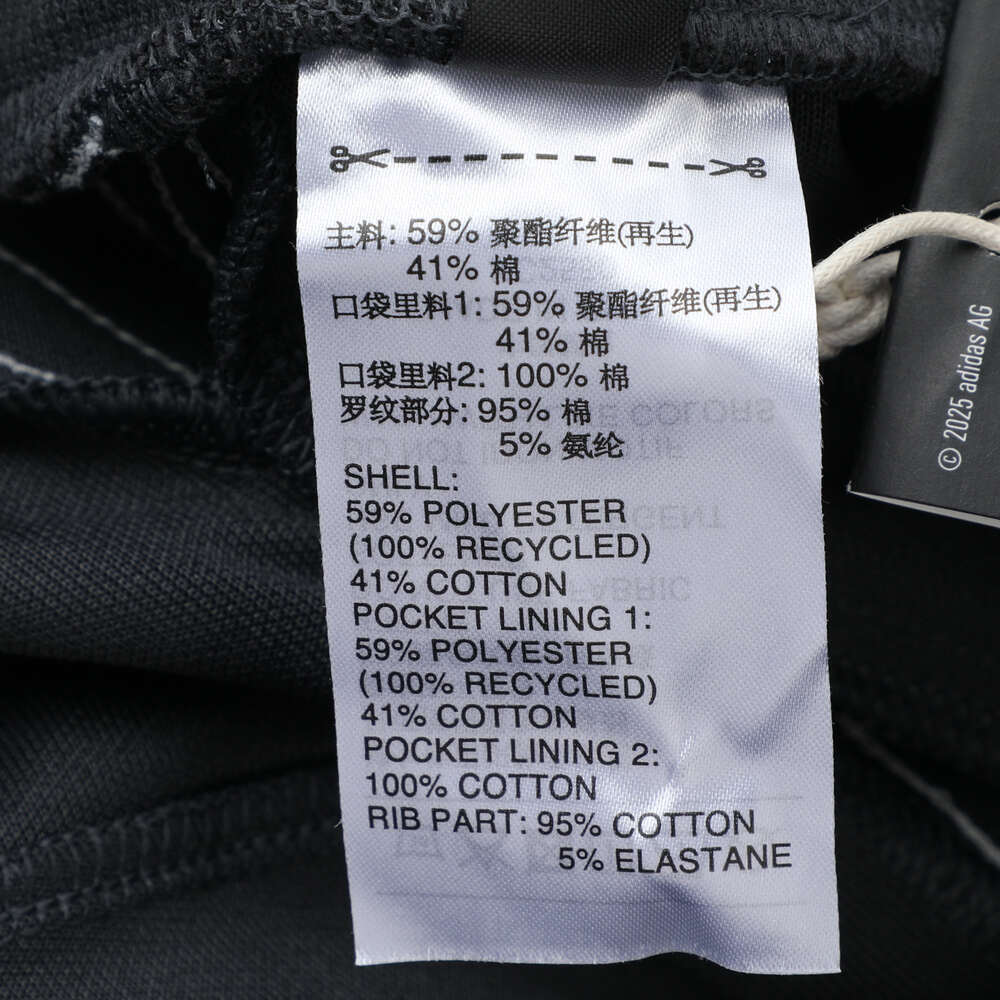 主料: 59% 聚酯纤维(再生)
41% 棉
口袋里料1: 59% 聚酯纤维(再生)
41% 棉
口袋里料2: 100% 棉
罗纹部分: 95% 棉
5% 氨纶
SHELL:
59% POLYESTER
(100% RECYCLED)
41% COTTON
POCKET LINING 1:
59% POLYESTER
(100% RECYCLED)
41% COTTON
POCKET LINING 2:
100% COTTON
RIB PART: 95% COTTON
5% ELASTANE
© 2025 adidas AG